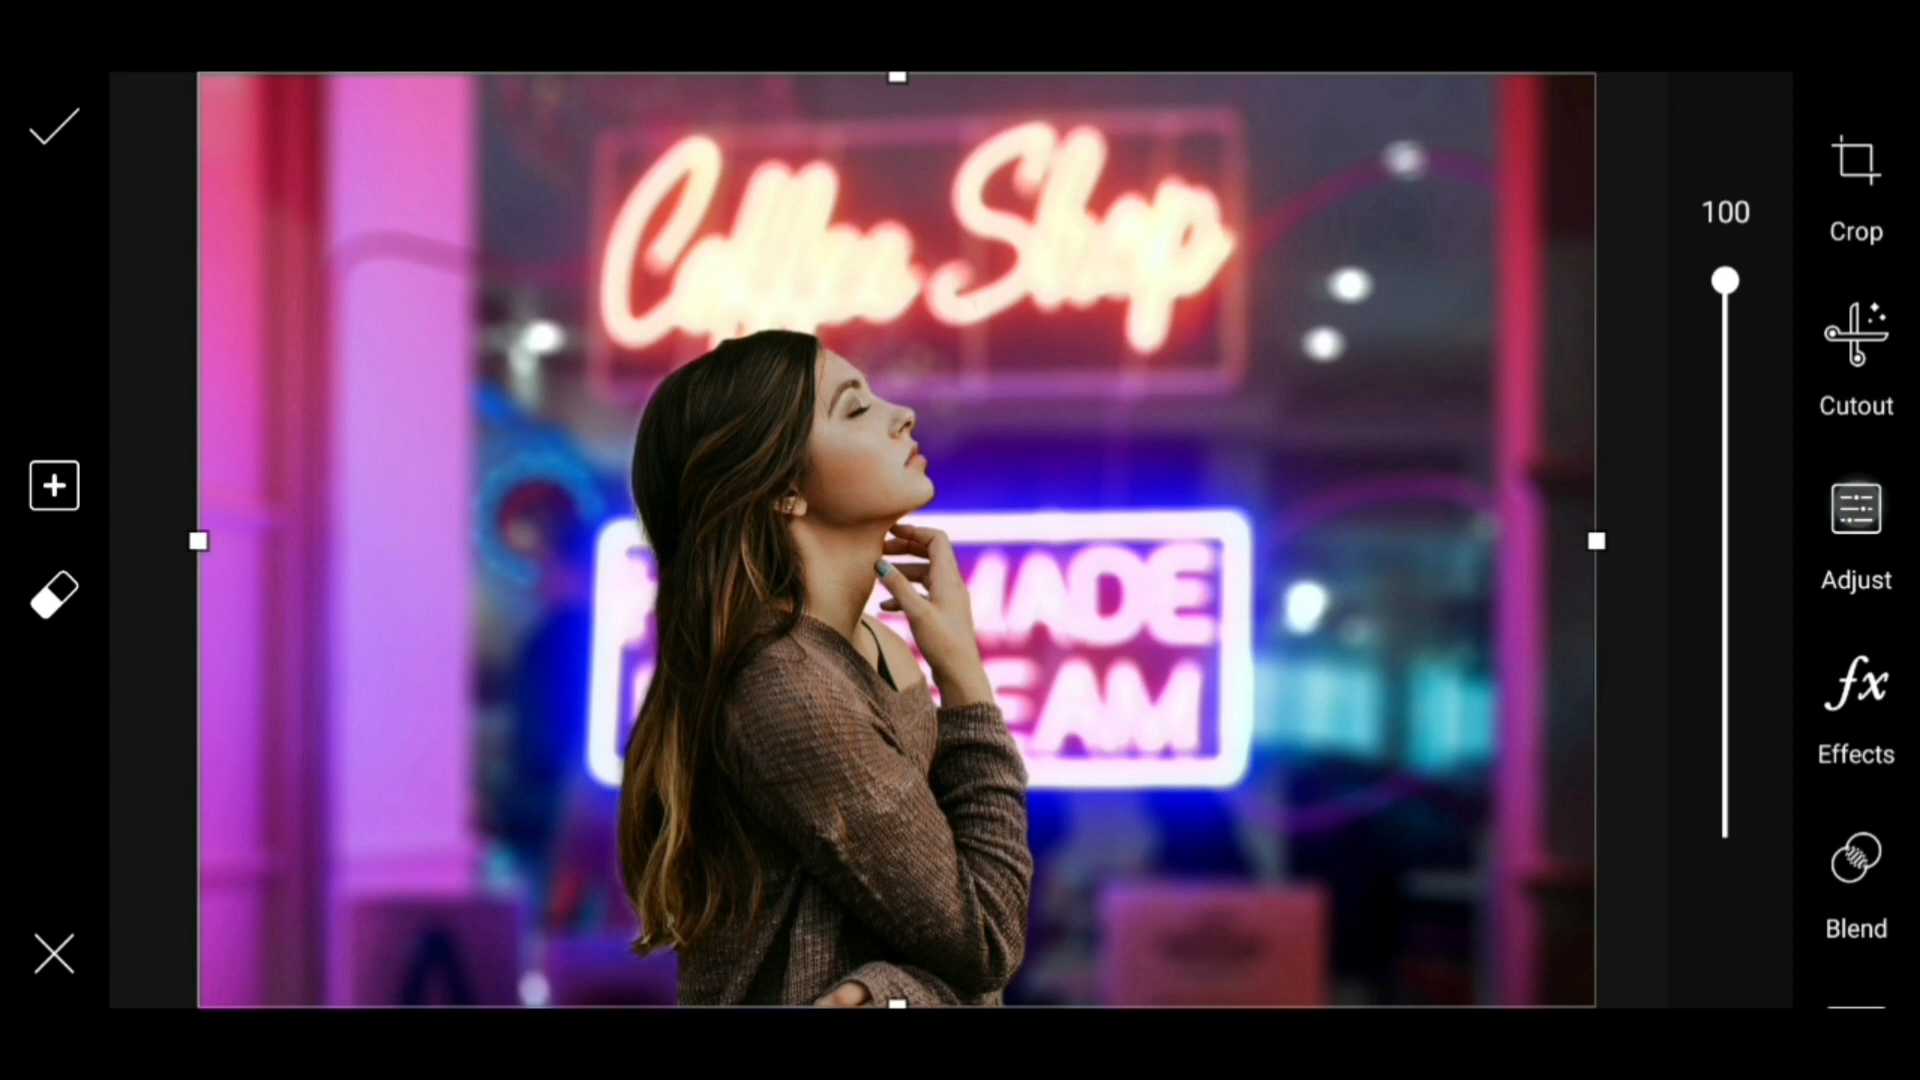 Coffee Shop
MADE
EAM
100
Crop
Cutout
Adjust
fx
Effects
Blend